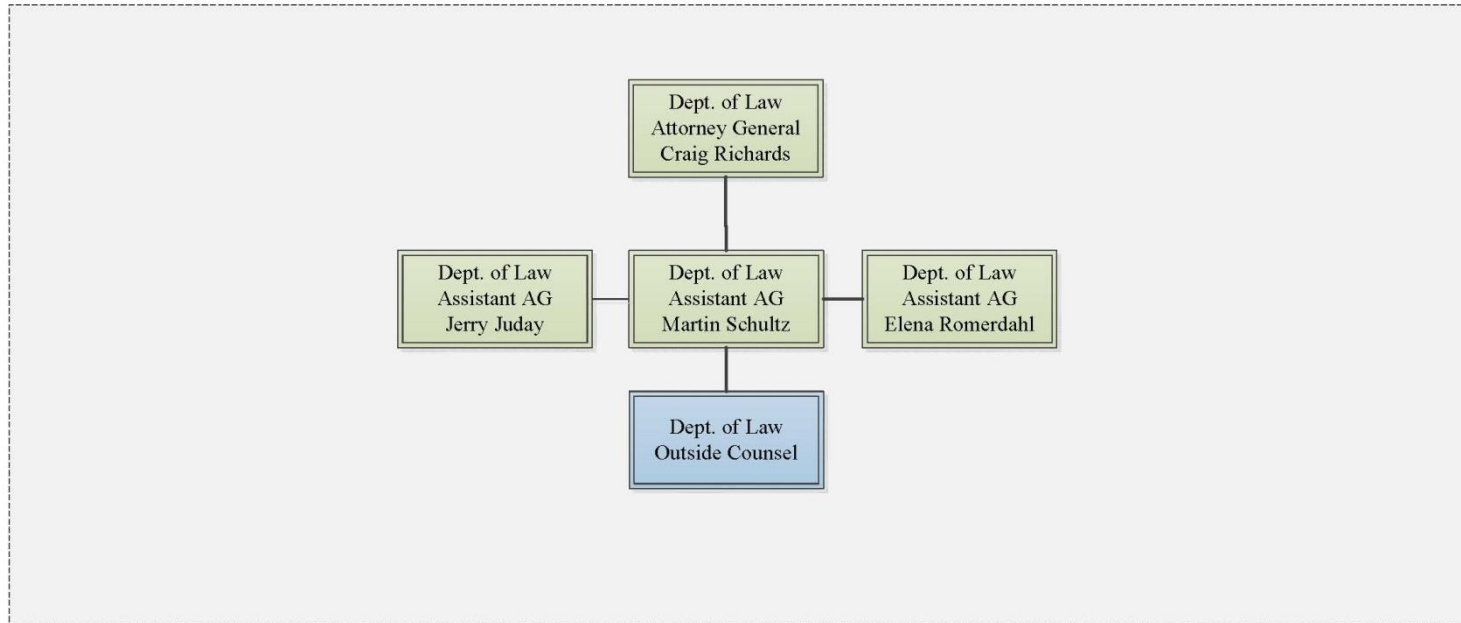 Dept. of Law
Attorney General
Craig Richards
Dept. of Law
Assistant AG
Jerry Juday
Dept. of Law
Assistant AG
Martin Schultz
Dept. of Law
Assistant AG
Elena Romerdahl
Dept. of Law
Outside Counsel